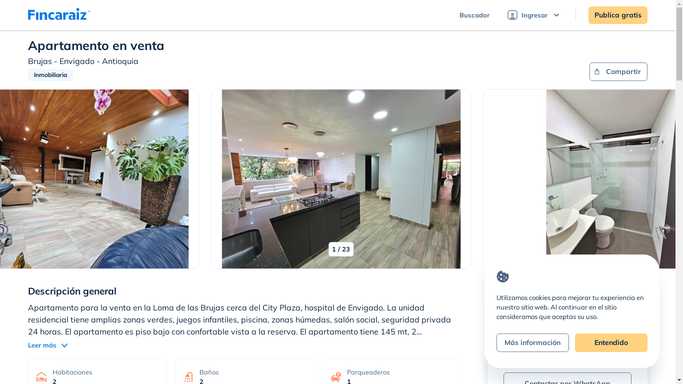 Fincaraiz
Buscador
Ingresar
Publica gratis
Apartamento en venta
Brujas - Envigado - Antioquia
Inmobiliaria
Compartir
1 / 23
Descripción general
Apartamento para la venta en la Loma de las Brujas cerca del City Plaza, hospital de Envigado. La unidad
residencial tiene amplias zonas verdes, juegos infantiles, piscina, zonas húmedas, salón social, seguridad privada
24 horas. El apartamento es piso bajo con confortable vista a la reserva. El apartamento tiene 145 mt, 2...
Leer más
Habitaciones
2
Baños
2
Parqueaderos
1
Utilizamos cookies para mejorar tu experiencia en
nuestro sitio web. Al continuar en el sitio
consideramos que aceptas su uso.
Más información
Entendido
Contactar por WhatsApp